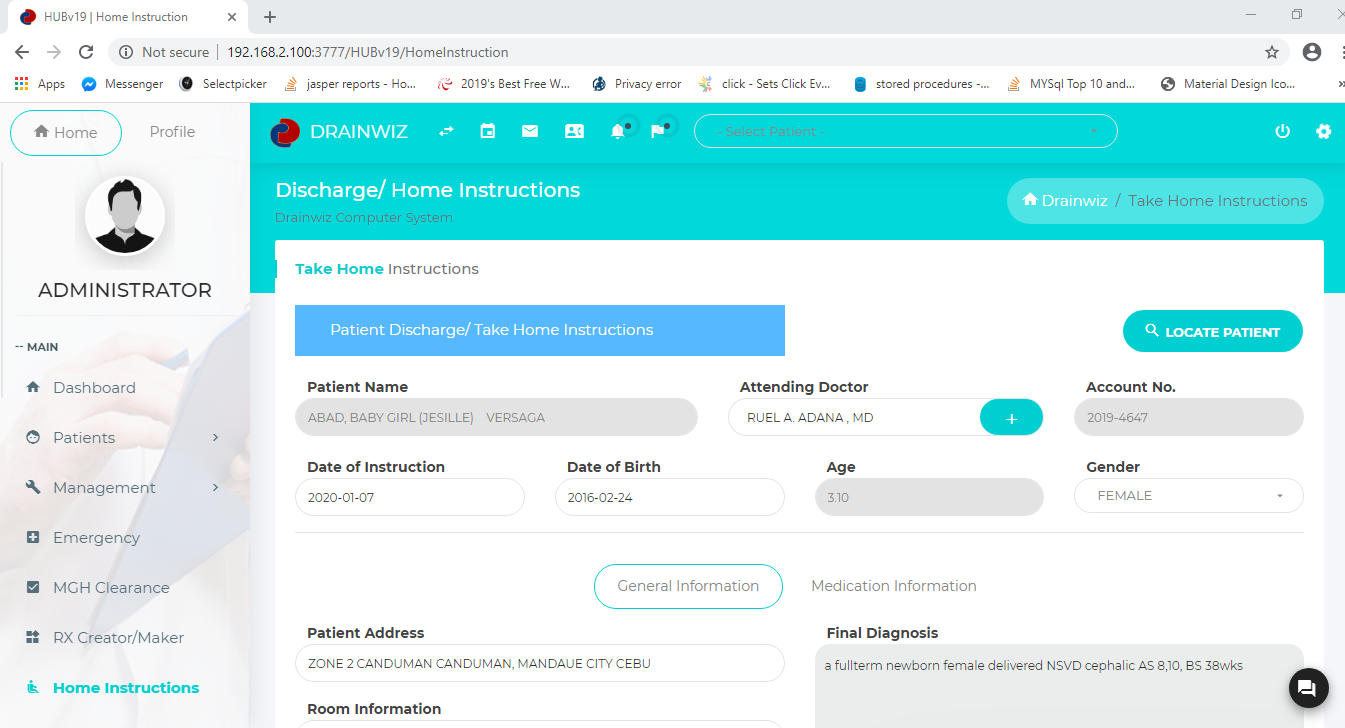 HUBv19 | Home Instruction
Not secure | 192.168.2.100:3777/HUBv19/HomeInstruction
Apps Messenger Selectpicker jasper reports - Ho... 2019's Best Free W... Privacy error click - Sets Click Ev... stored procedures -... MYSql Top 10 and... Material Design Ico... »
Home Profile
DRAINWIZ - Select Patient -
Discharge/ Home Instructions
Drainwiz Computer System.
Drainwiz / Take Home Instructions
ADMINISTRATOR
-- MAIN
Dashboard
Patients
Management
Emergency
MGH Clearance
RX Creator/Maker
Home Instructions
Take Home Instructions
Patient Discharge/ Take Home Instructions
LOCATE PATIENT
Patient Name Attending Doctor Account No.
ABAD, BABY GIRL (JESILLE) VERSAGA RUEL A. ADANA , MD + 2019-4647
Date of Instruction Date of Birth Age Gender
2020-01-07 2016-02-24 3.10 FEMALE
General Information Medication Information
Patient Address Final Diagnosis
ZONE 2 CANDUMAN CANDUMAN, MANDAUE CITY CEBU a fullterm newborn female delivered NSVD cephalic AS 8,10, BS 38wks
Room Information